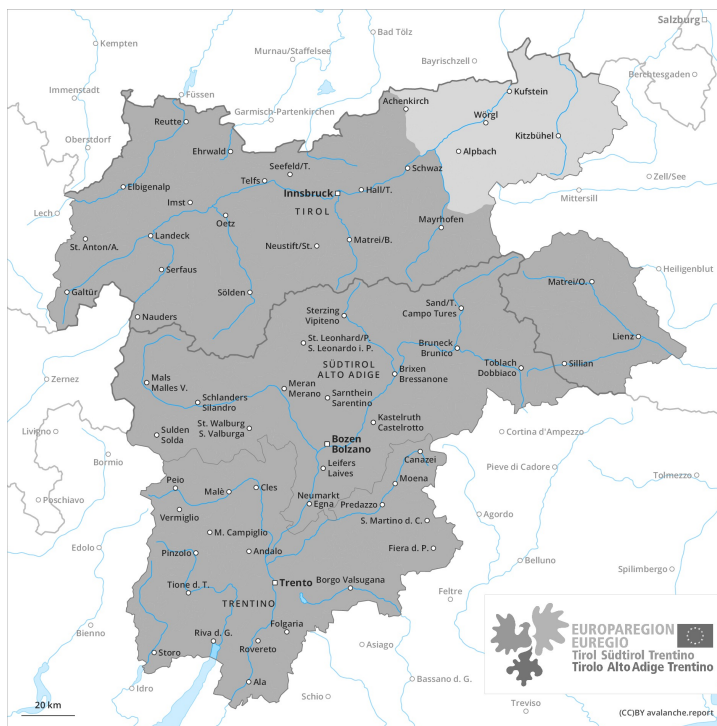 Salzburg
Kempten
Bad Tölz
Murnau/Staffelsee
Bayrischzell
Berchtesgaden
Immenstadt
Füssen
Kufstein
Achenkirch
Garmisch-Partenkirchen
Wörgl
Reutte
Kitzbühel
Oberstdorf
Ehrwald
Alpbach
Seefeld/T.
Schwaz
Zell/See
Telfs
Elbigenalp
Innsbruck
Hall/T.
Mittersill
Imst
TIROL
Lech
Oetz
Mayrhofen
Landeck
Matrei/B.
St. Anton/A.
Neustift/St.
Serfaus
Heiligenblut
Matrei/O.
Galtür
Sölden
Sand/T.
Campo Tures
Nauders
Sterzing
Vipiteno
Lienz
St. Leonhard/P.
S. Leonardo i. P.
Bruneck
Brunico
Toblach
Dobbiaco
Sillian
SÜDTIROL
ALTO ADIGE
Brixen
Bressanone
Zernez
Mals
Malles V.
Meran
Merano
Sarnthein
Sarentino
Schlanders
Silandro
Kastelruth
Castelrotto
Livigno
Sulden
Solda
St. Walburg
S. Valburga
Cortina d'Ampezzo
Bozen
Bolzano
Bormio
Canazei
Leifers
Laives
Pieve di Cadore
Tolmezzo
Moena
Peio
Malè
Cles
Poschiavo
Neumarkt
Egna
Predazzo
Vermiglio
Agordo
S. Martino d. C.
M. Campiglio
Edolo
Pinzolo
Andalo
Fiera d. P.
Belluno
Spilimbergo
Tione d. T.
Trento
Borgo Valsugana
Feltre
TRENTINO
Folgaria
Bienno
Riva d. G.
Rovereto
Asiago
Storo
Bassano d. G.
Idro
Ala
Schio
Treviso
EUROPAREGION
EUREGIO
Tirol Südtirol Trentino
Tirolo Alto Adige Trentino
20 km
(CC)BY avalanche.report